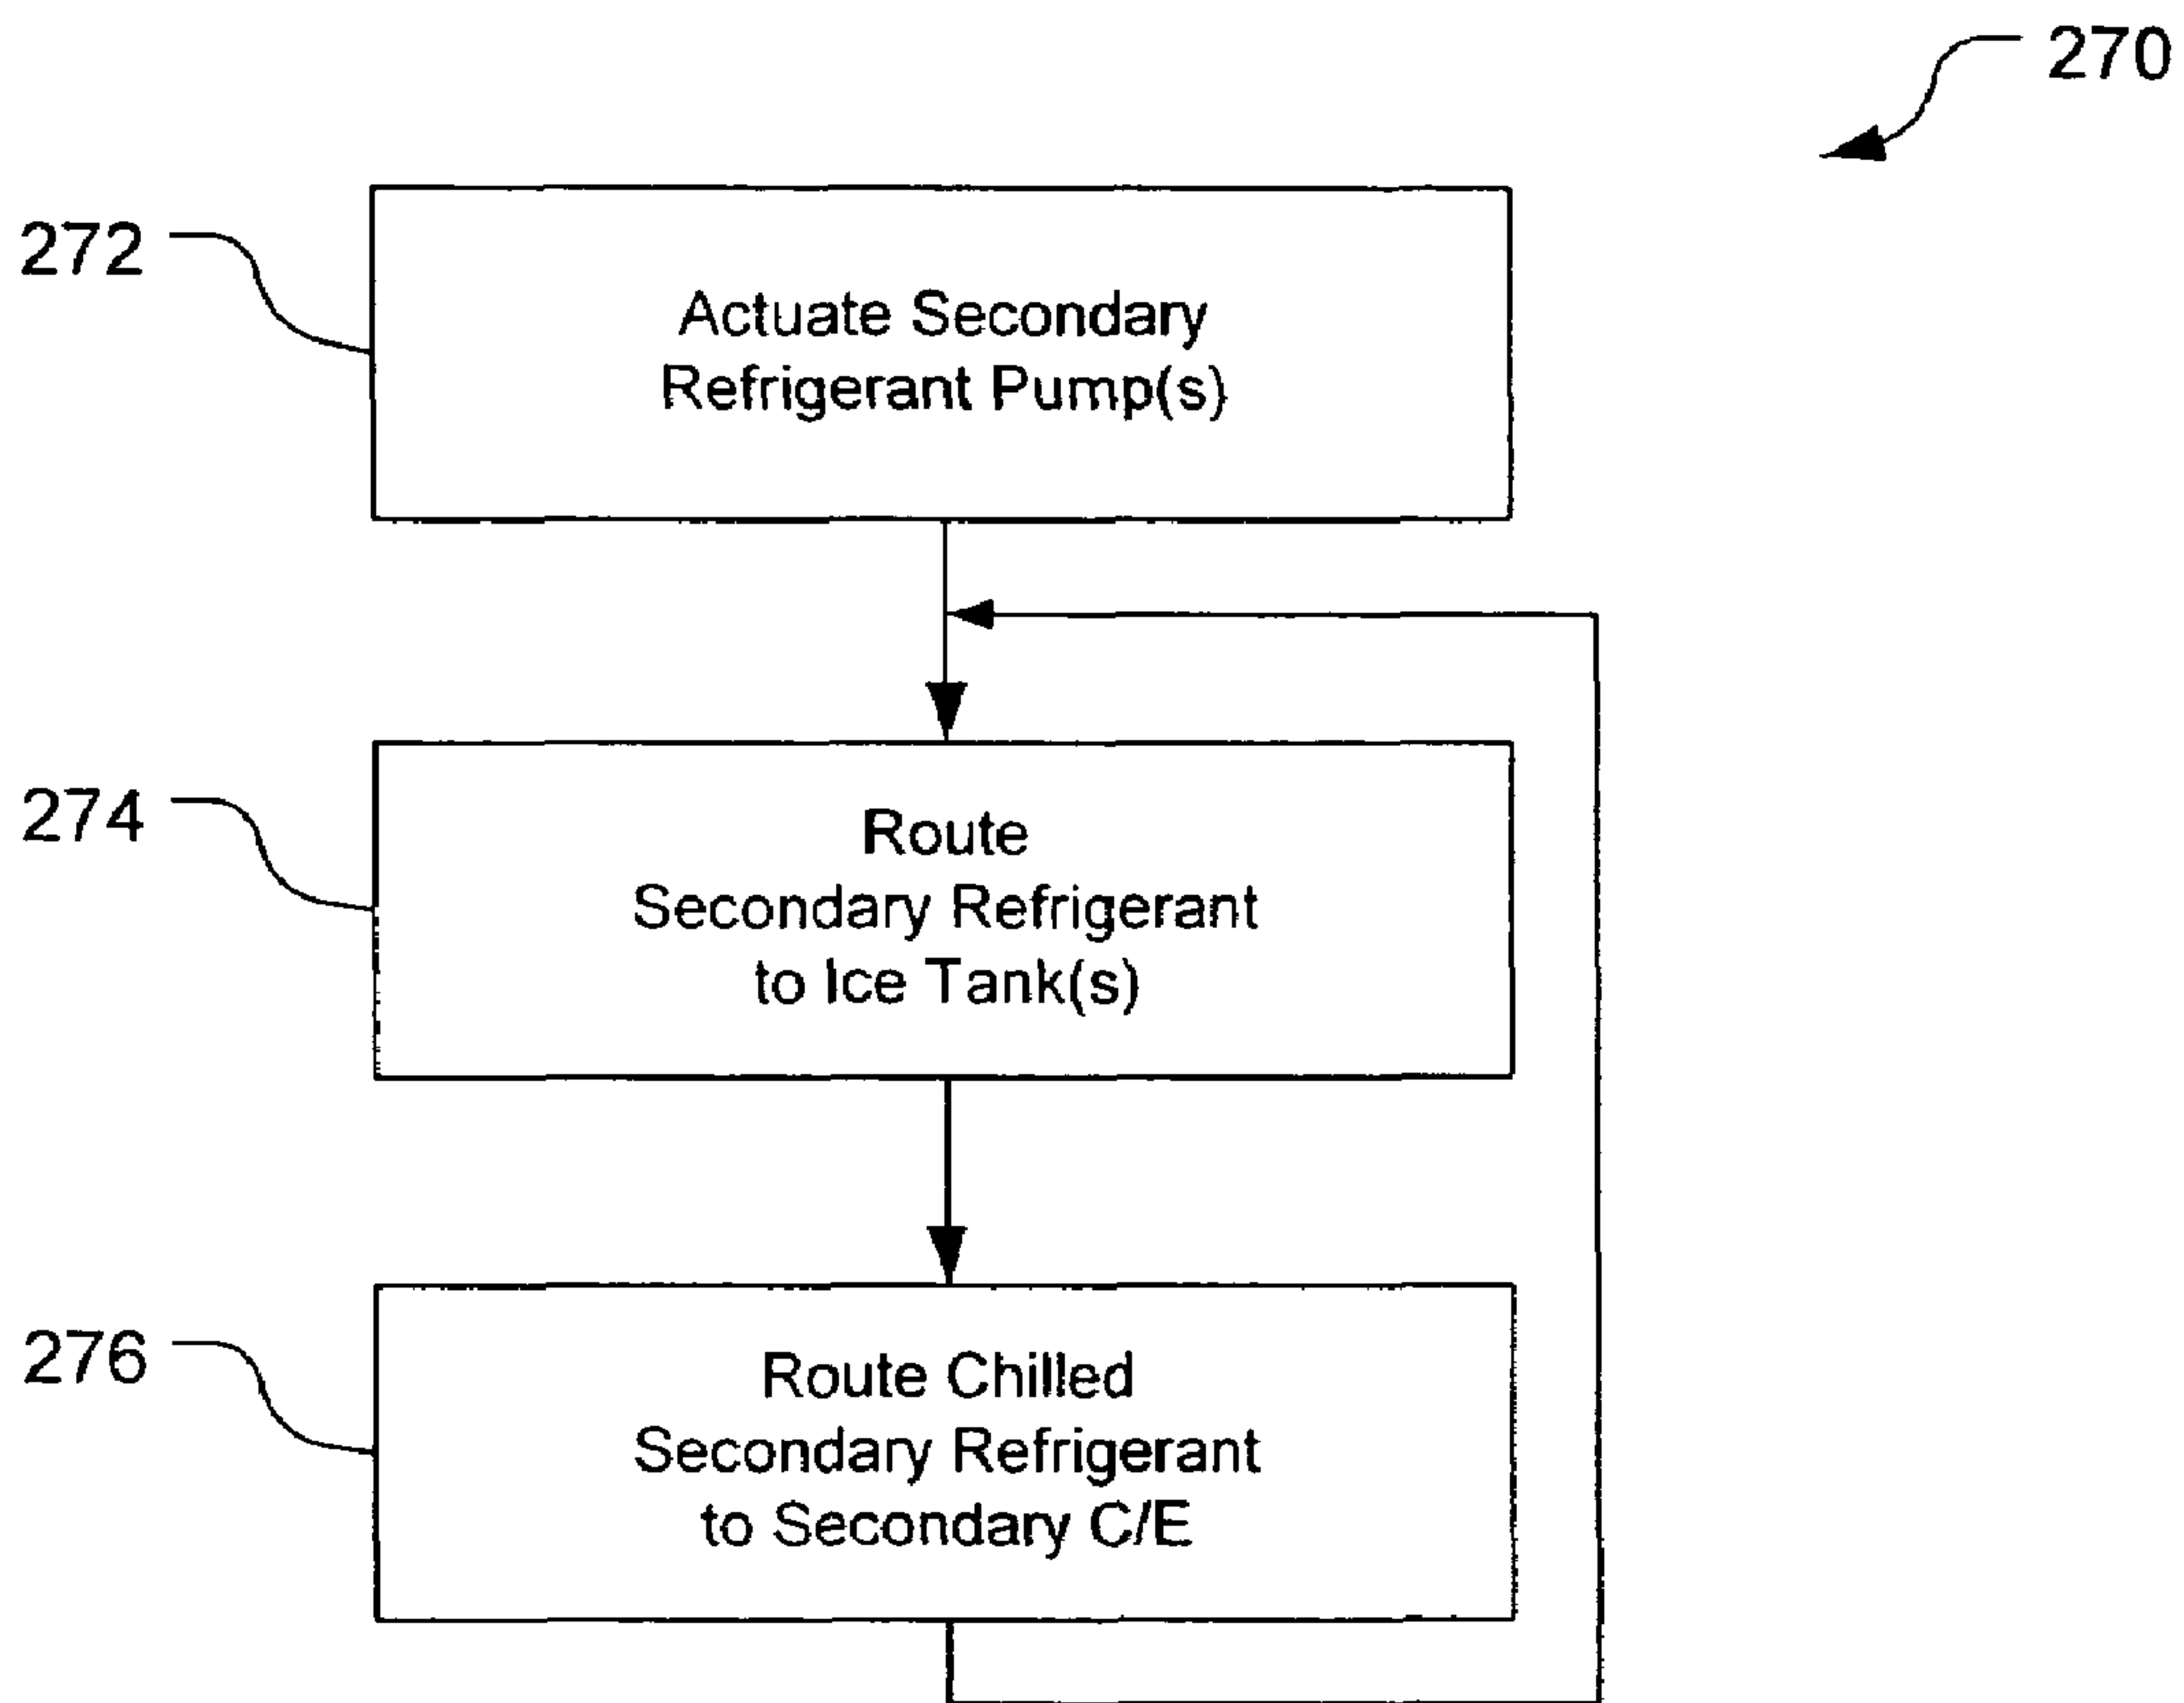 270
272
Actuate Secondary
Refrigerant Pump(s)
274
Route
Secondary Refrigerant
to Ice Tank(s)
276
Route Chilled
Secondary Refrigerant
to Secondary C/E